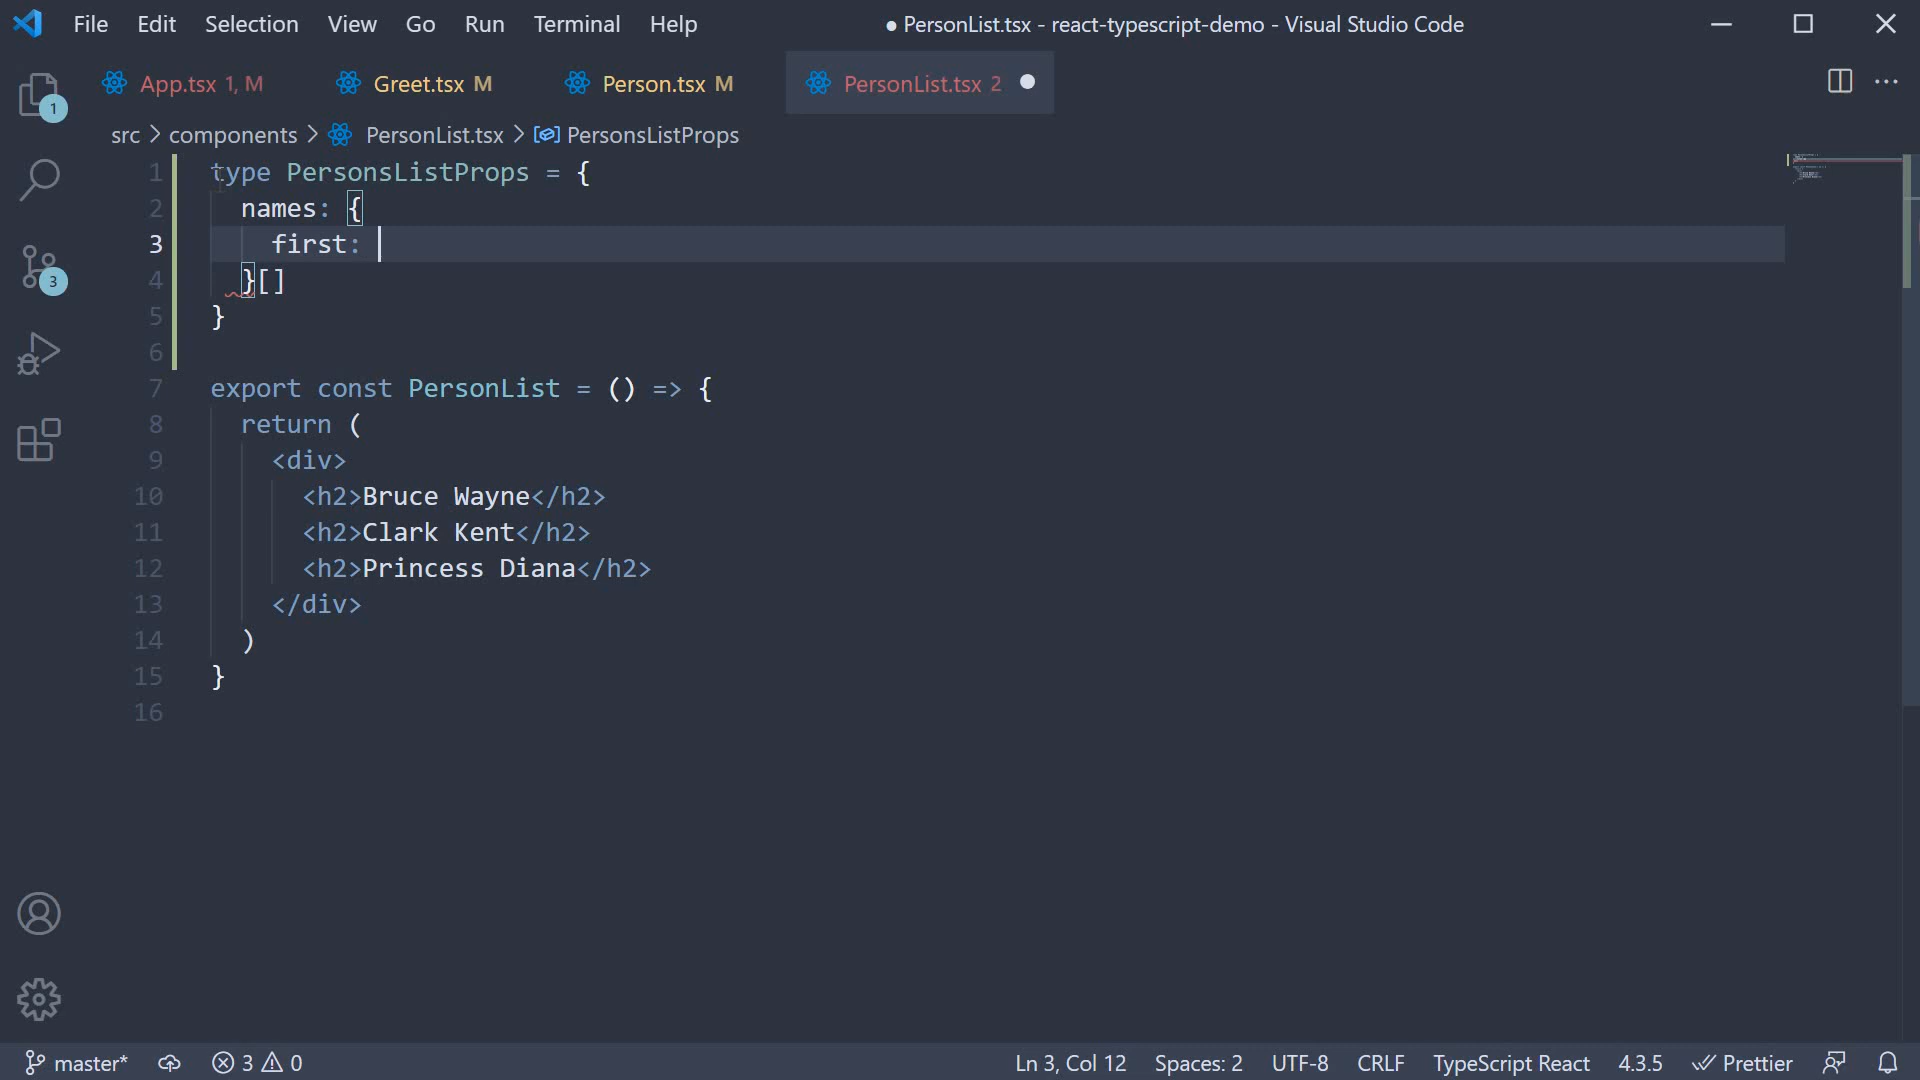 File Edit Selection View Go Run Terminal Help ● PersonList.tsx - react-typescript-demo - Visual Studio Code
App.tsx 1, M Greet.tsx M Person.tsx M PersonList.tsx 2
src > components > PersonList.tsx > PersonsListProps
1 type PersonsListProps = {
2 names: {
3 first:
4 }[]
5 }
6
7 export const PersonList = () => {
8 return (
9 <div>
10 <h2>Bruce Wayne</h2>
11 <h2>Clark Kent</h2>
12 <h2>Princess Diana</h2>
13 </div>
14 )
15 }
16
1
3
master* 3 0 Ln 3, Col 12 Spaces: 2 UTF-8 CRLF TypeScript React 4.3.5 Prettier